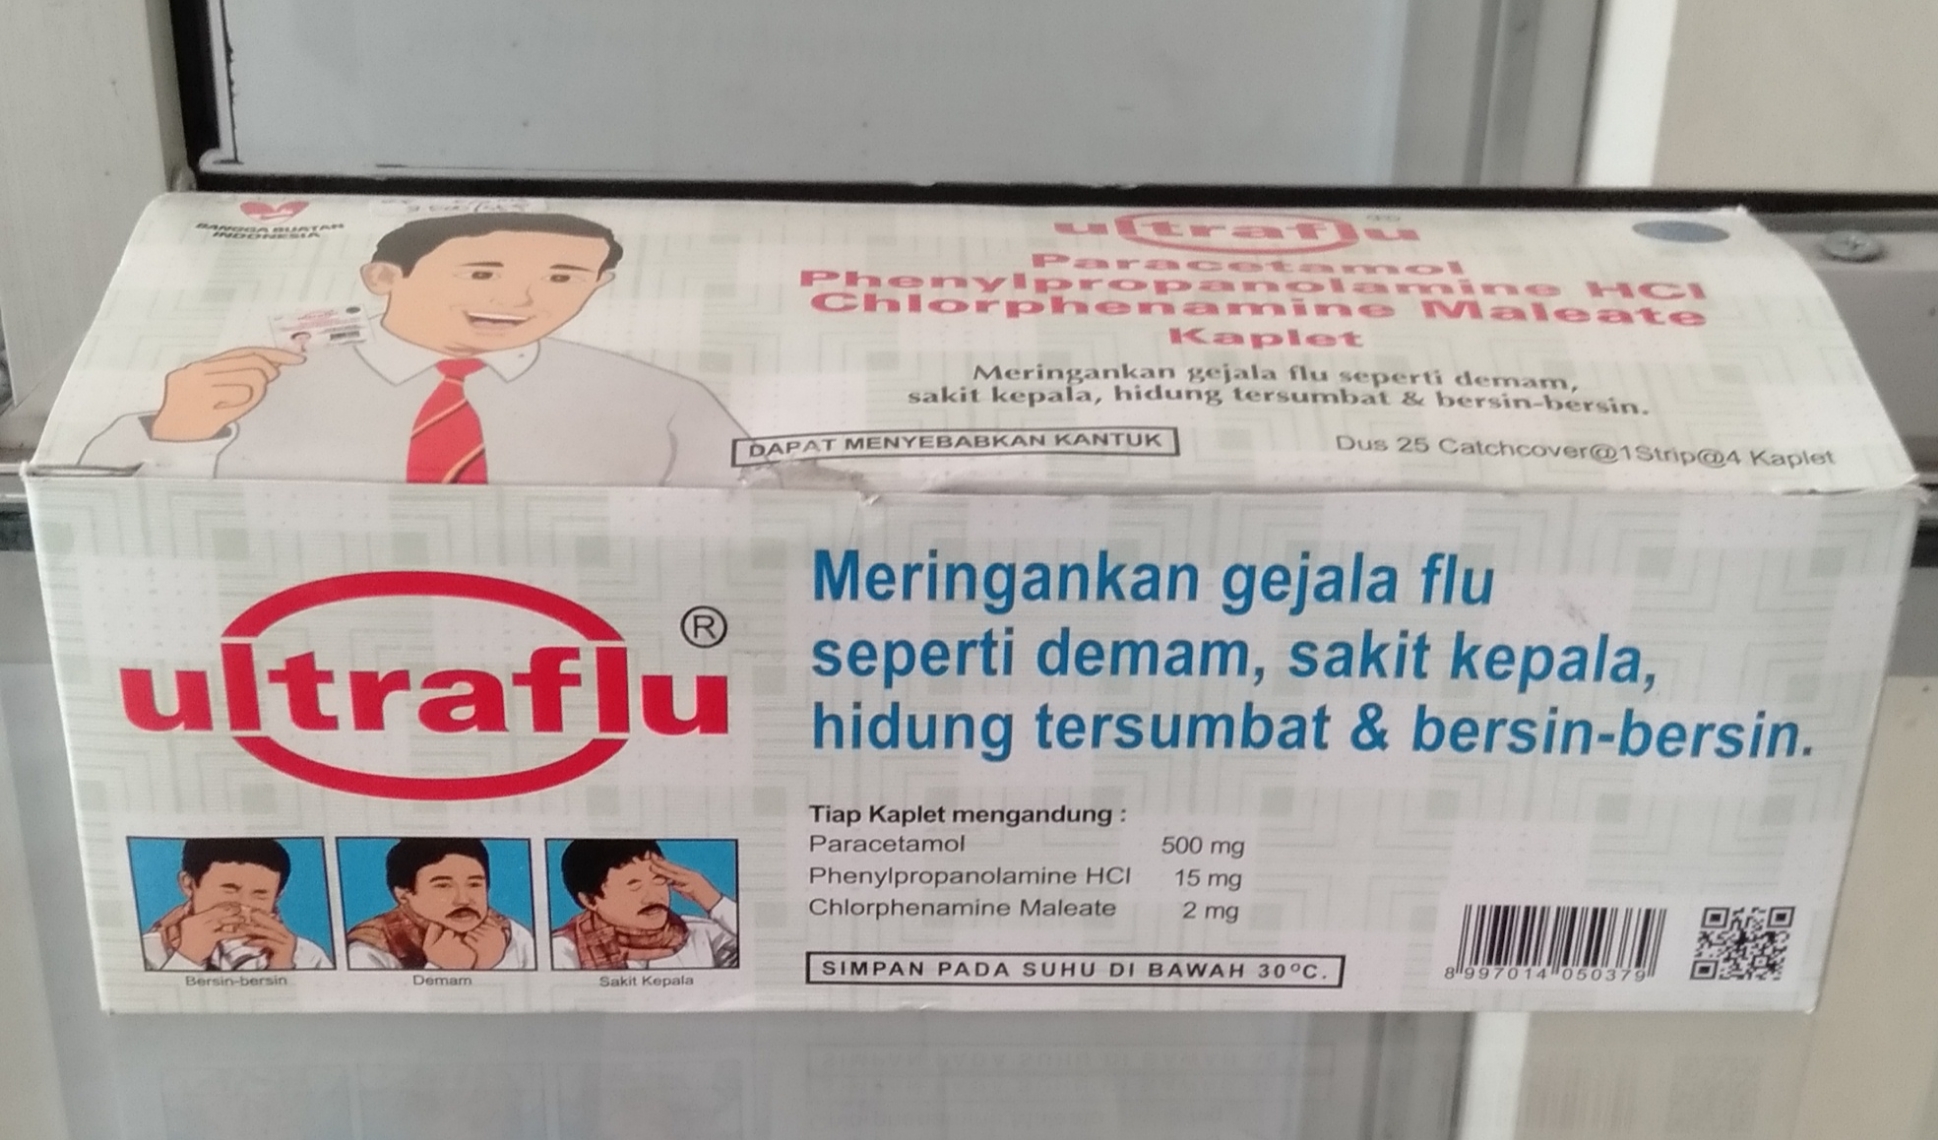 BANGGA BUATAN
INDONESIA
ultraflu
Paracetamol
Phenylpropanolamine HCl
Chlorphenamine Maleate
Kaplet
Meringankan gejala flu seperti demam,
sakit kepala, hidung tersumbat & bersin-bersin.
DAPAT MENYEBABKAN KANTUK
Dus 25 Catchcover@1Strip@4 Kaplet
ultraflu®
Meringankan gejala flu
seperti demam, sakit kepala,
hidung tersumbat & bersin-bersin.
Tiap Kaplet mengandung :
Paracetamol 500 mg
Phenylpropanolamine HCl 15 mg
Chlorphenamine Maleate 2 mg
SIMPAN PADA SUHU DI BAWAH 30°C.
Bersin-bersin
Demam
Sakit Kepala
8 997014 050379